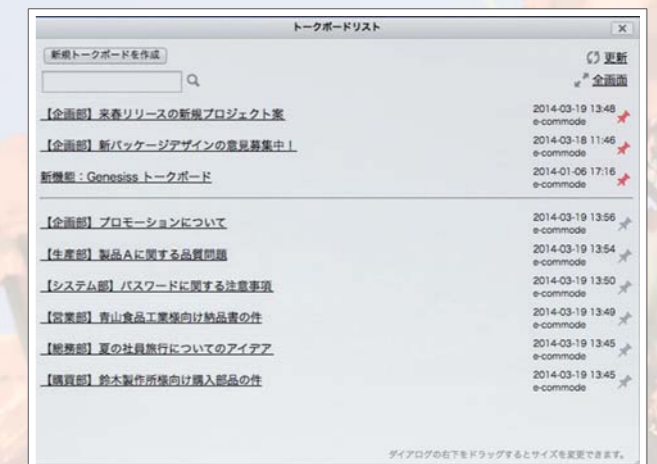 トークボードリスト
新規トークボードを作成
更新
全画面
【企画部】来春リリースの新規プロジェクト案
2014-03-19 13:48
e-commode
【企画部】新パッケージデザインの意見募集中！
2014-03-18 11:46
e-commode
新機能：Genesiss トークボード
2014-01-06 17:16
e-commode
【企画部】プロモーションについて
2014-03-19 13:56
e-commode
【生産部】製品Aに関する品質問題
2014-03-19 13:54
e-commode
【システム部】パスワードに関する注意事項
2014-03-19 13:50
e-commode
【営業部】青山食品工業様向け納品書の件
2014-03-19 13:49
e-commode
【総務部】夏の社員旅行についてのアイデア
2014-03-19 13:45
e-commode
【購買部】鈴木製作所様向け購入部品の件
2014-03-19 13:45
e-commode
ダイアログの右下をドラッグするとサイズを変更できます。